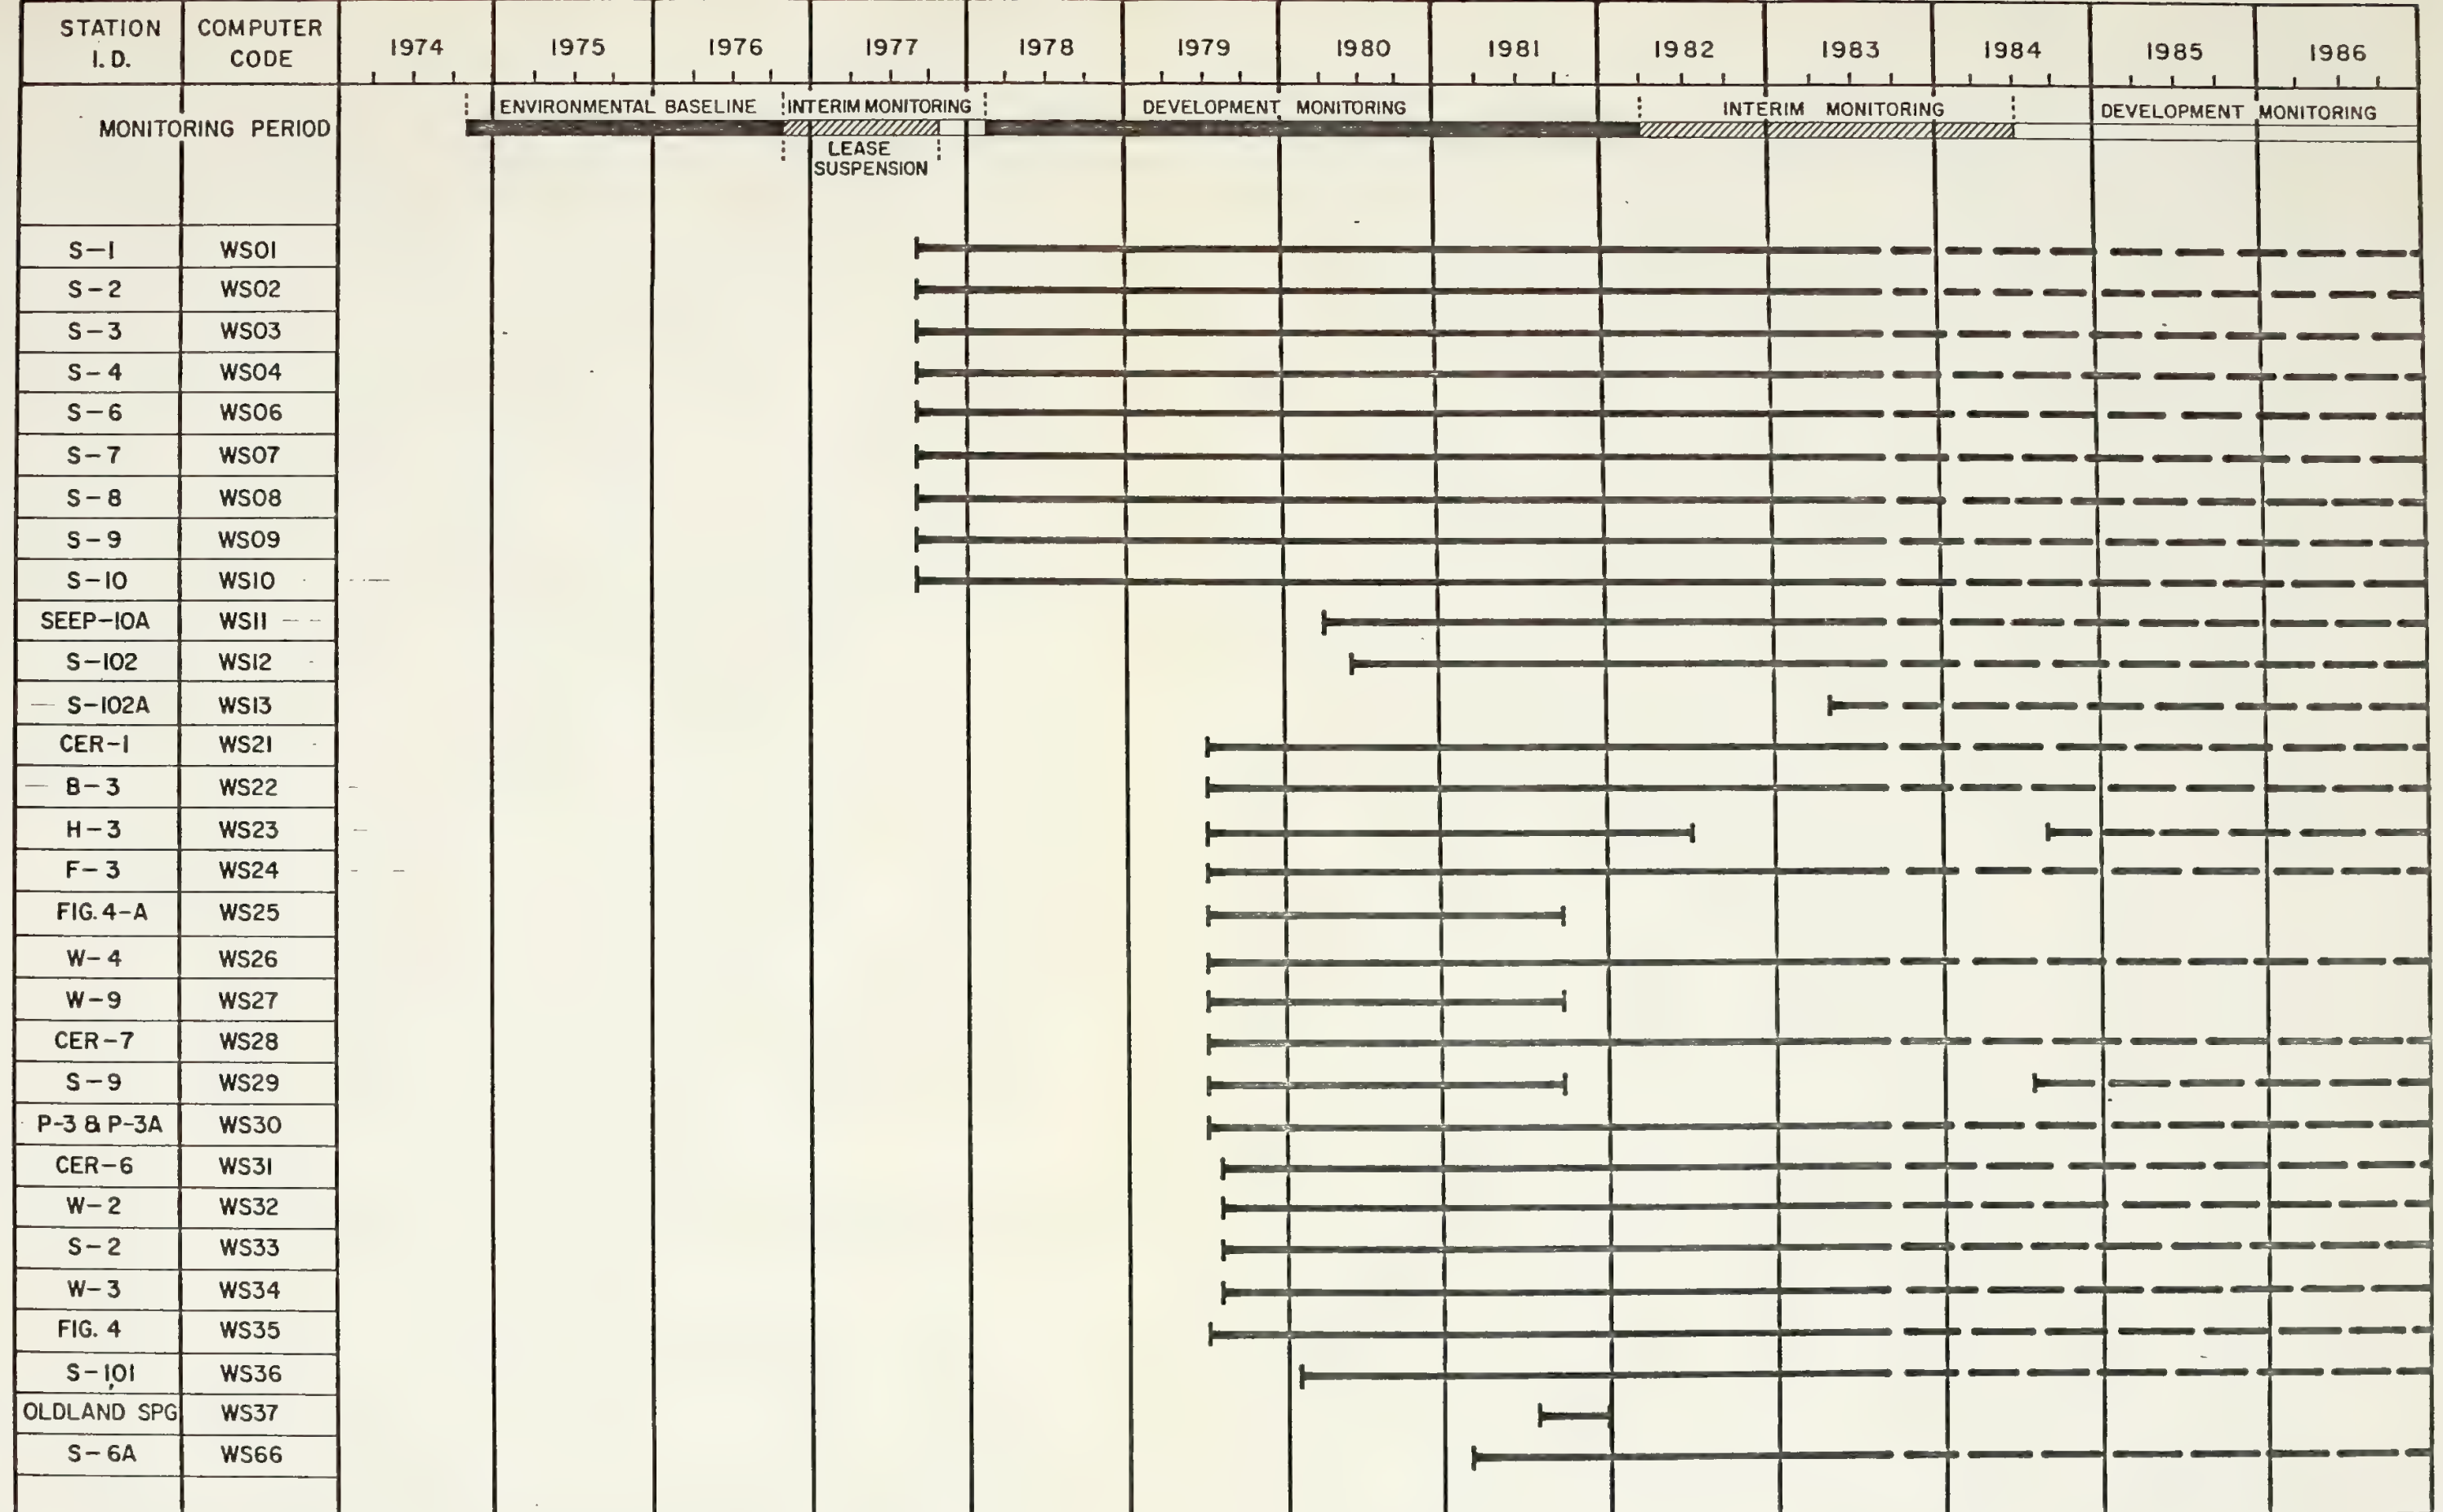 STATION I. D. COMPUTER CODE 1974 1975 1976 1977 1978 1979 1980 1981 1982 1983 1984 1985 1986
MONITORING PERIOD ENVIRONMENTAL BASELINE INTERIM MONITORING DEVELOPMENT MONITORING INTERIM MONITORING DEVELOPMENT MONITORING
LEASE
SUSPENSION
S-1 WS01
S-2 WS02
S-3 WS03
S-4 WS04
S-6 WS06
S-7 WS07
S-8 WS08
S-9 WS09
S-10 WS10
SEEP-10A WS11
S-102 WS12
S-102A WS13
CER-1 WS21
B-3 WS22
H-3 WS23
F-3 WS24
FIG. 4-A WS25
W-4 WS26
W-9 WS27
CER-7 WS28
S-9 WS29
P-3 & P-3A WS30
CER-6 WS31
W-2 WS32
S-2 WS33
W-3 WS34
FIG. 4 WS35
S-101 WS36
OLDLAND SPG WS37
S-6A WS66